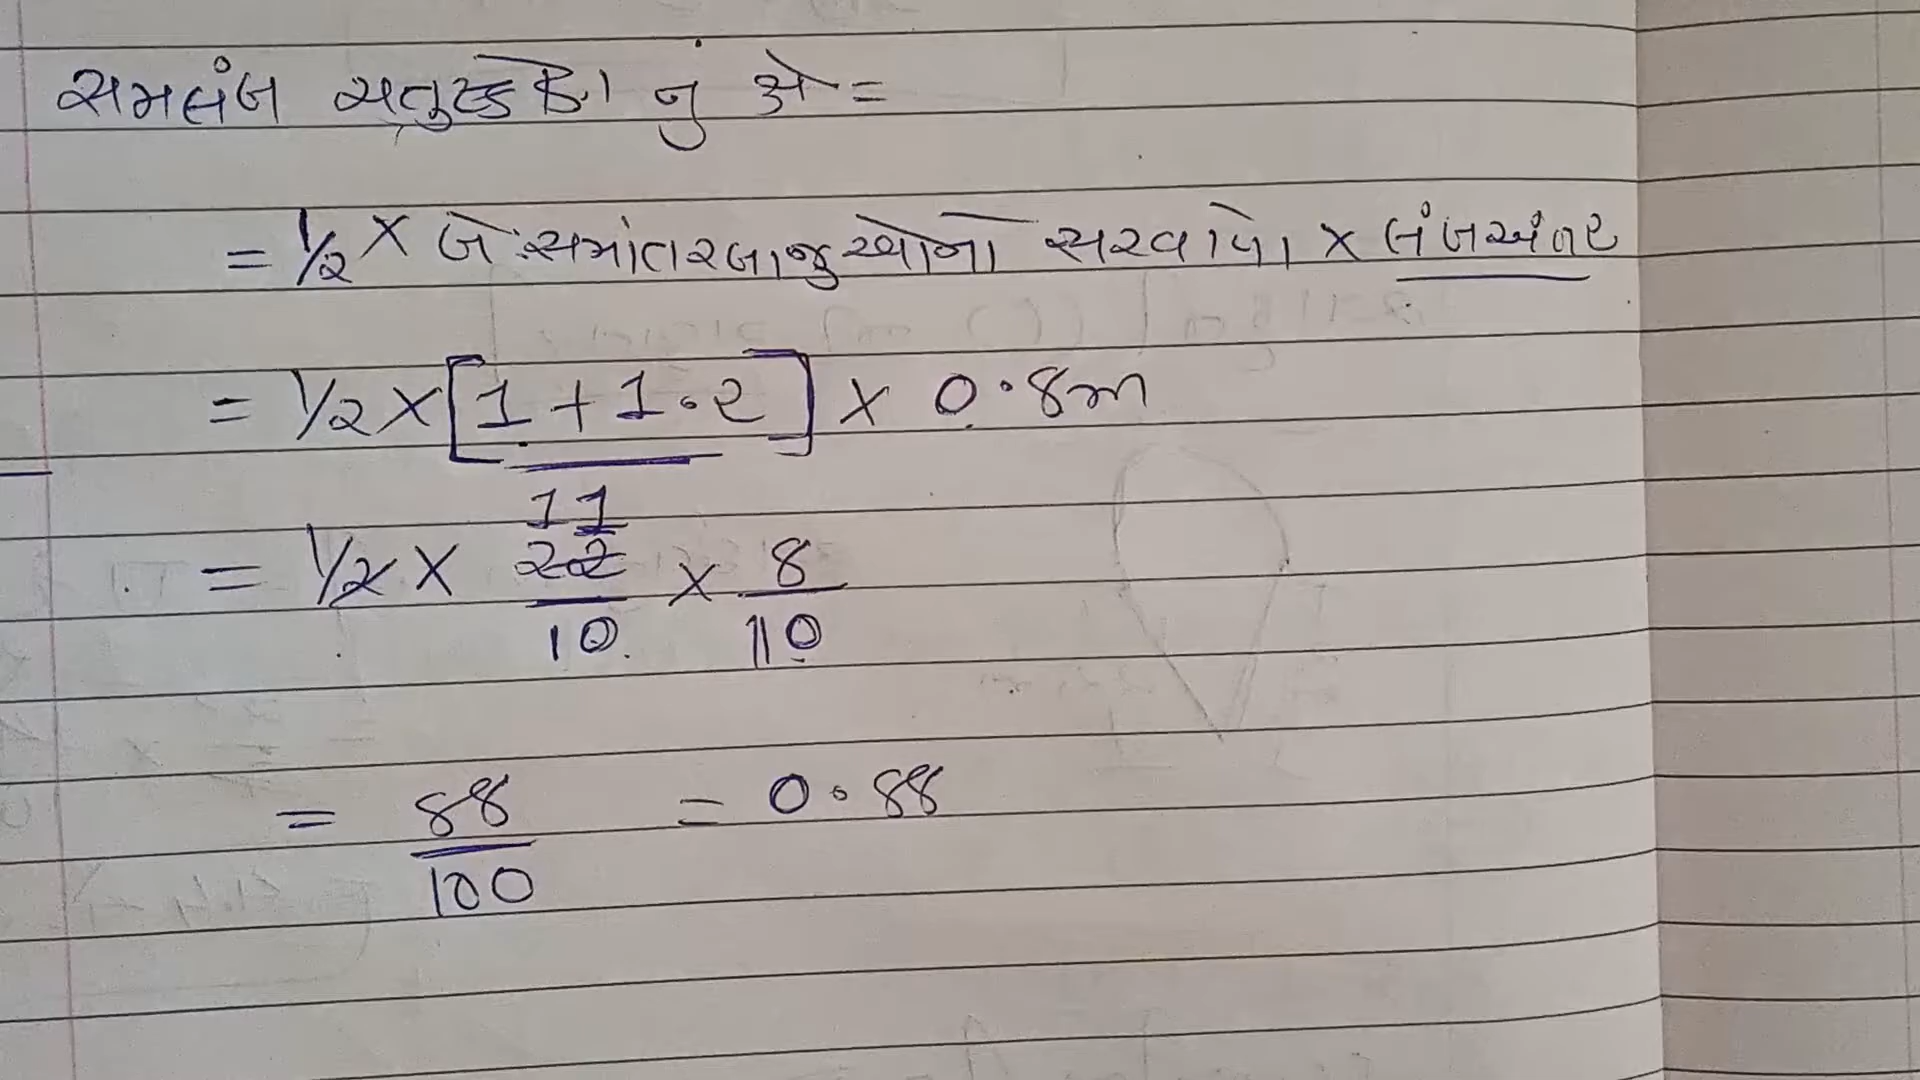 સમલંબ ચતુષ્કોણ નું ક્ષે =
= 1/2 × બે સમાંતર બાજુઓનો સરવાળો × લંબઅંતર
= 1/2 × [1 + 1.2] × 0.8m
11
= 1/2 × 22/10 × 8/10
= 88/100 = 0.88